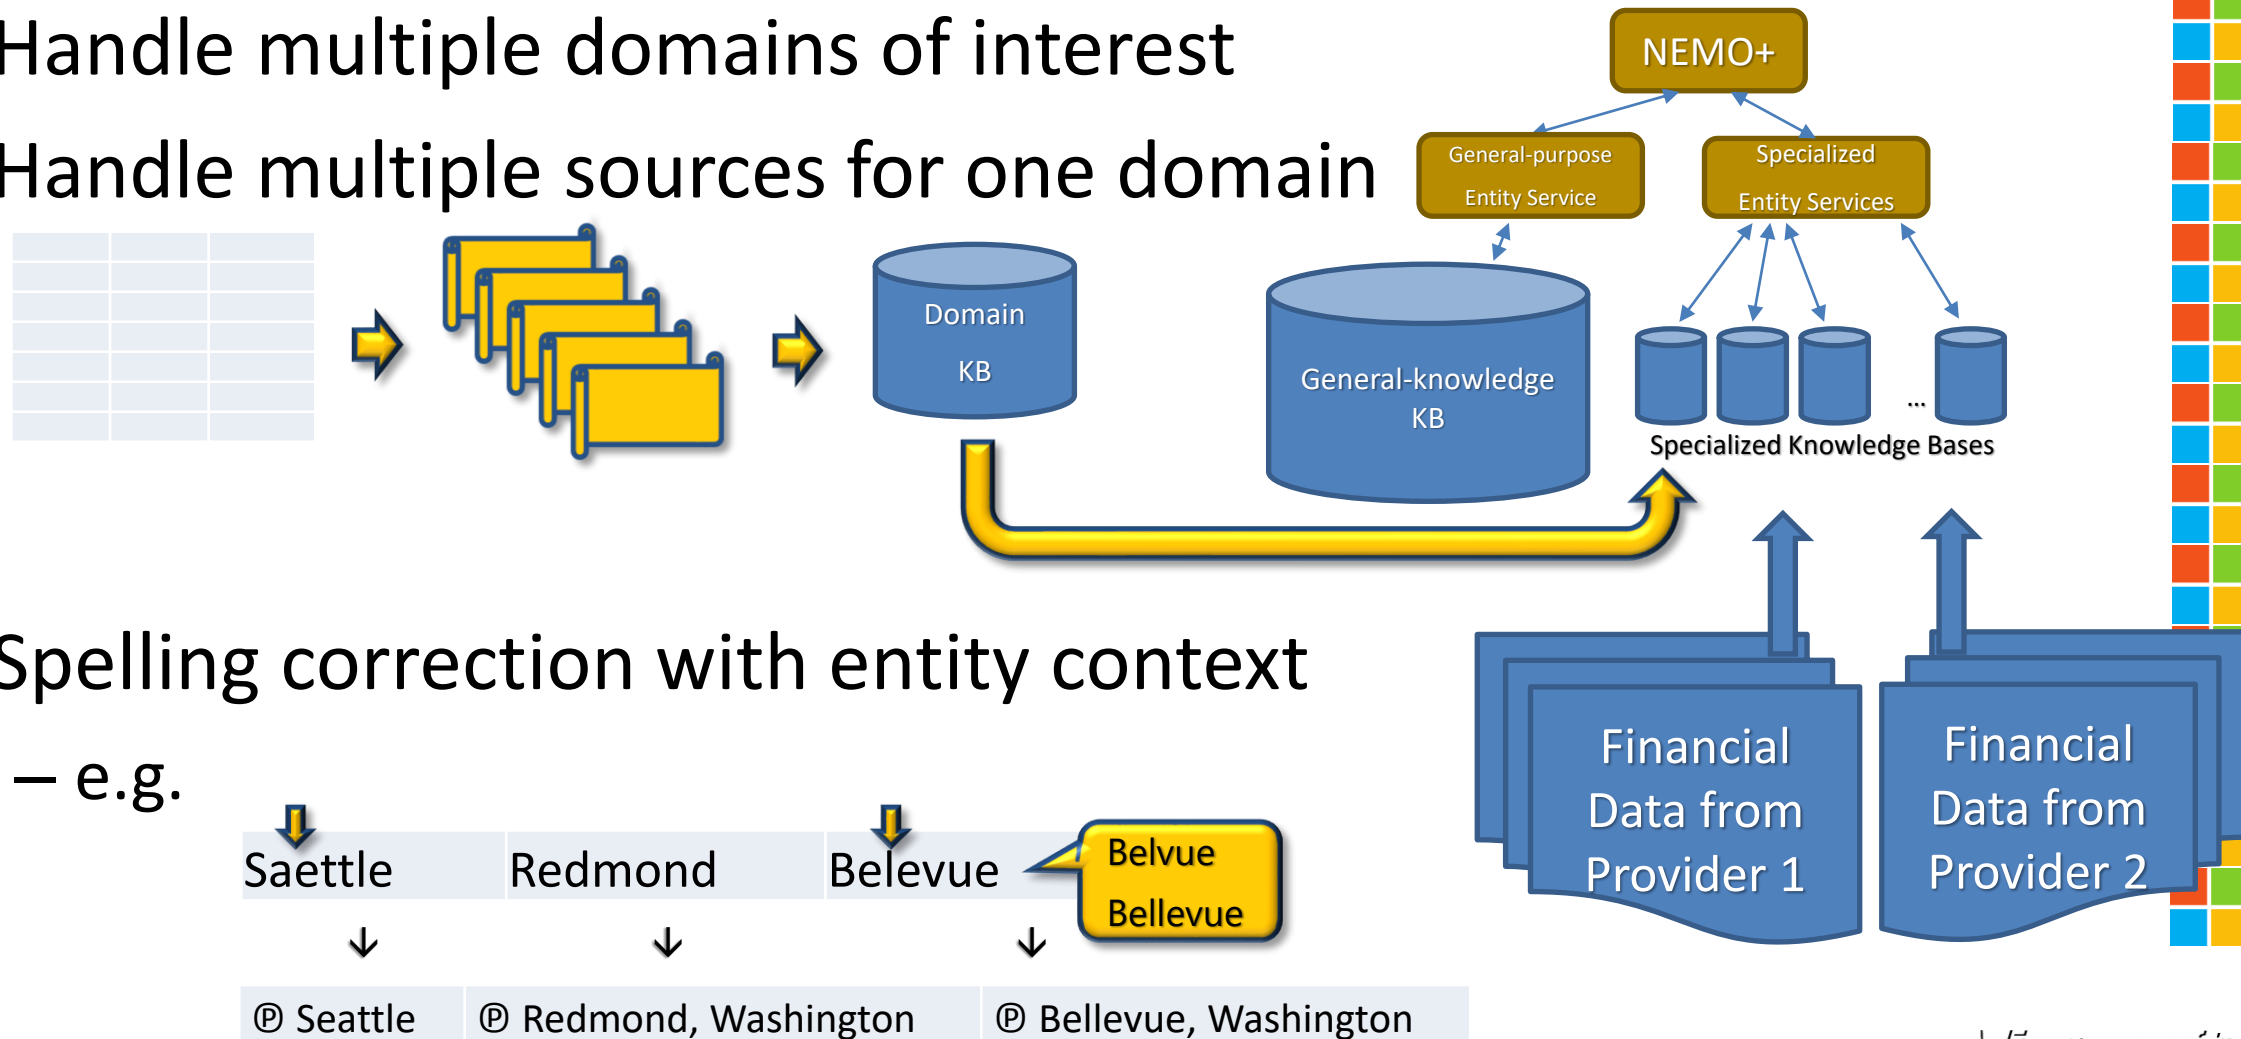 Handle multiple domains of interest
Handle multiple sources for one domain
NEMO+
General-purpose
Entity Service
Specialized
Entity Services
Domain
KB
General-knowledge
KB
...
Specialized Knowledge Bases
Spelling correction with entity context
– e.g.
Saettle Redmond Belevue
Belvue
Bellevue
↓ ↓ ↓
℗ Seattle ℗ Redmond, Washington ℗ Bellevue, Washington
Financial
Data from
Provider 1
Financial
Data from
Provider 2